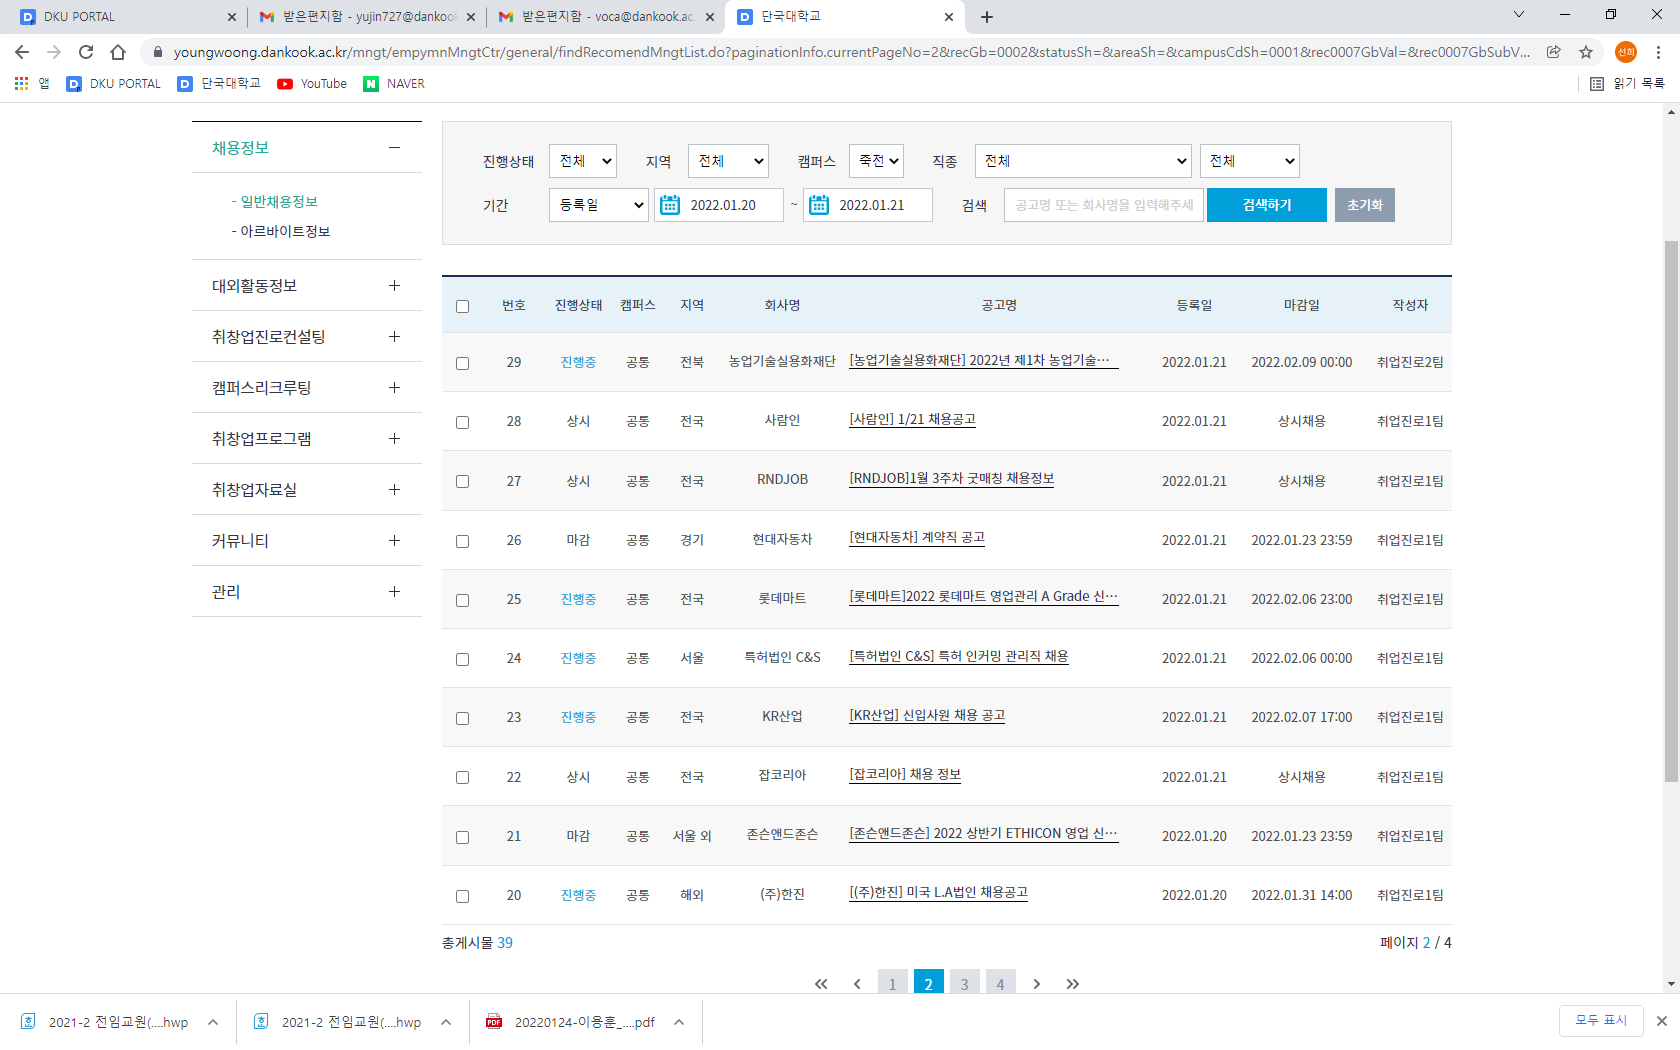 DKU PORTAL
받은편지함 - yujin727@dankook
받은편지함 - voca@dankook.ac.
단국대학교
youngwoong.dankook.ac.kr/mngt/empymnMngtCtr/general/findRecomendMngtList.do?paginationInfo.currentPageNo=2&recGb=0002&statusSh=&areaSh=&campusCdSh=0001&rec0007GbVal=&rec0007GbSubV...
선희
앱 DKU PORTAL 단국대학교 YouTube NAVER 읽기 목록
채용정보
- 일반채용정보
- 아르바이트정보
대외활동정보
취창업진로컨설팅
캠퍼스리크루팅
취창업프로그램
취창업자료실
커뮤니티
관리
진행상태 전체 지역 전체 캠퍼스 죽전 직종 전체 전체
기간 등록일 2022.01.20 ~ 2022.01.21 검색 공고명 또는 회사명을 입력해주세 검색하기 초기화
번호 진행상태 캠퍼스 지역 회사명 공고명 등록일 마감일 작성자
29 진행중 공통 전북 농업기술실용화재단 [농업기술실용화재단] 2022년 제1차 농업기술… 2022.01.21 2022.02.09 00:00 취업진로2팀
28 상시 공통 전국 사람인 [사람인] 1/21 채용공고 2022.01.21 상시채용 취업진로1팀
27 상시 공통 전국 RNDJOB [RNDJOB]1월 3주차 굿매칭 채용정보 2022.01.21 상시채용 취업진로1팀
26 마감 공통 경기 현대자동차 [현대자동차] 계약직 공고 2022.01.21 2022.01.23 23:59 취업진로1팀
25 진행중 공통 전국 롯데마트 [롯데마트]2022 롯데마트 영업관리 A Grade 신… 2022.01.21 2022.02.06 23:00 취업진로1팀
24 진행중 공통 서울 특허법인 C&S [특허법인 C&S] 특허 인커밍 관리직 채용 2022.01.21 2022.02.06 00:00 취업진로1팀
23 진행중 공통 전국 KR산업 [KR산업] 신입사원 채용 공고 2022.01.21 2022.02.07 17:00 취업진로1팀
22 상시 공통 전국 잡코리아 [잡코리아] 채용 정보 2022.01.21 상시채용 취업진로1팀
21 마감 공통 서울 외 존슨앤드존슨 [존슨앤드존슨] 2022 상반기 ETHICON 영업 신… 2022.01.20 2022.01.23 23:59 취업진로1팀
20 진행중 공통 해외 (주)한진 [(주)한진] 미국 L.A법인 채용공고 2022.01.20 2022.01.31 14:00 취업진로1팀
총게시물 39 페이지 2 / 4
1 2 3 4
2021-2 전임교원(....hwp 2021-2 전임교원(....hwp PDF 20220124-이용훈_....pdf 모두 표시